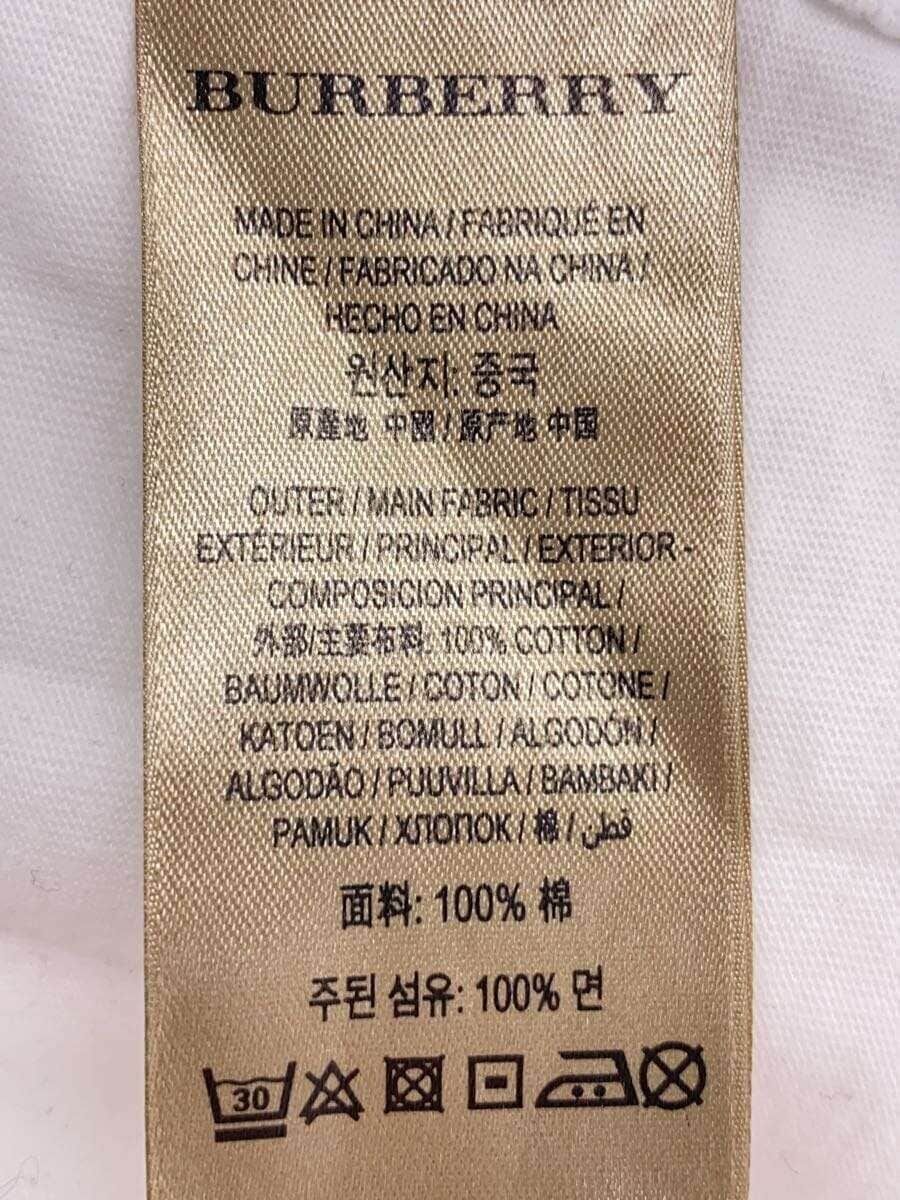 BURBERRY
MADE IN CHINA / FABRIQUÉ EN
CHINE / FABRICADO NA CHINA /
HECHO EN CHINA
원산지: 중국
原產地 中國 / 原产地 中国
OUTER / MAIN FABRIC / TISSU
EXTÉRIEUR / PRINCIPAL / EXTERIOR -
COMPOSICION PRINCIPAL /
外部/主要布料: 100% COTTON /
BAUMWOLLE / COTON / COTONE /
KATOEN / BOMULL / ALGODÓN /
ALGODÃO / PUUVILLA / BAMBAKI /
PAMUK / ХЛОПОК / 棉 / قطن
面料: 100% 棉
주된 섬유: 100% 면
30